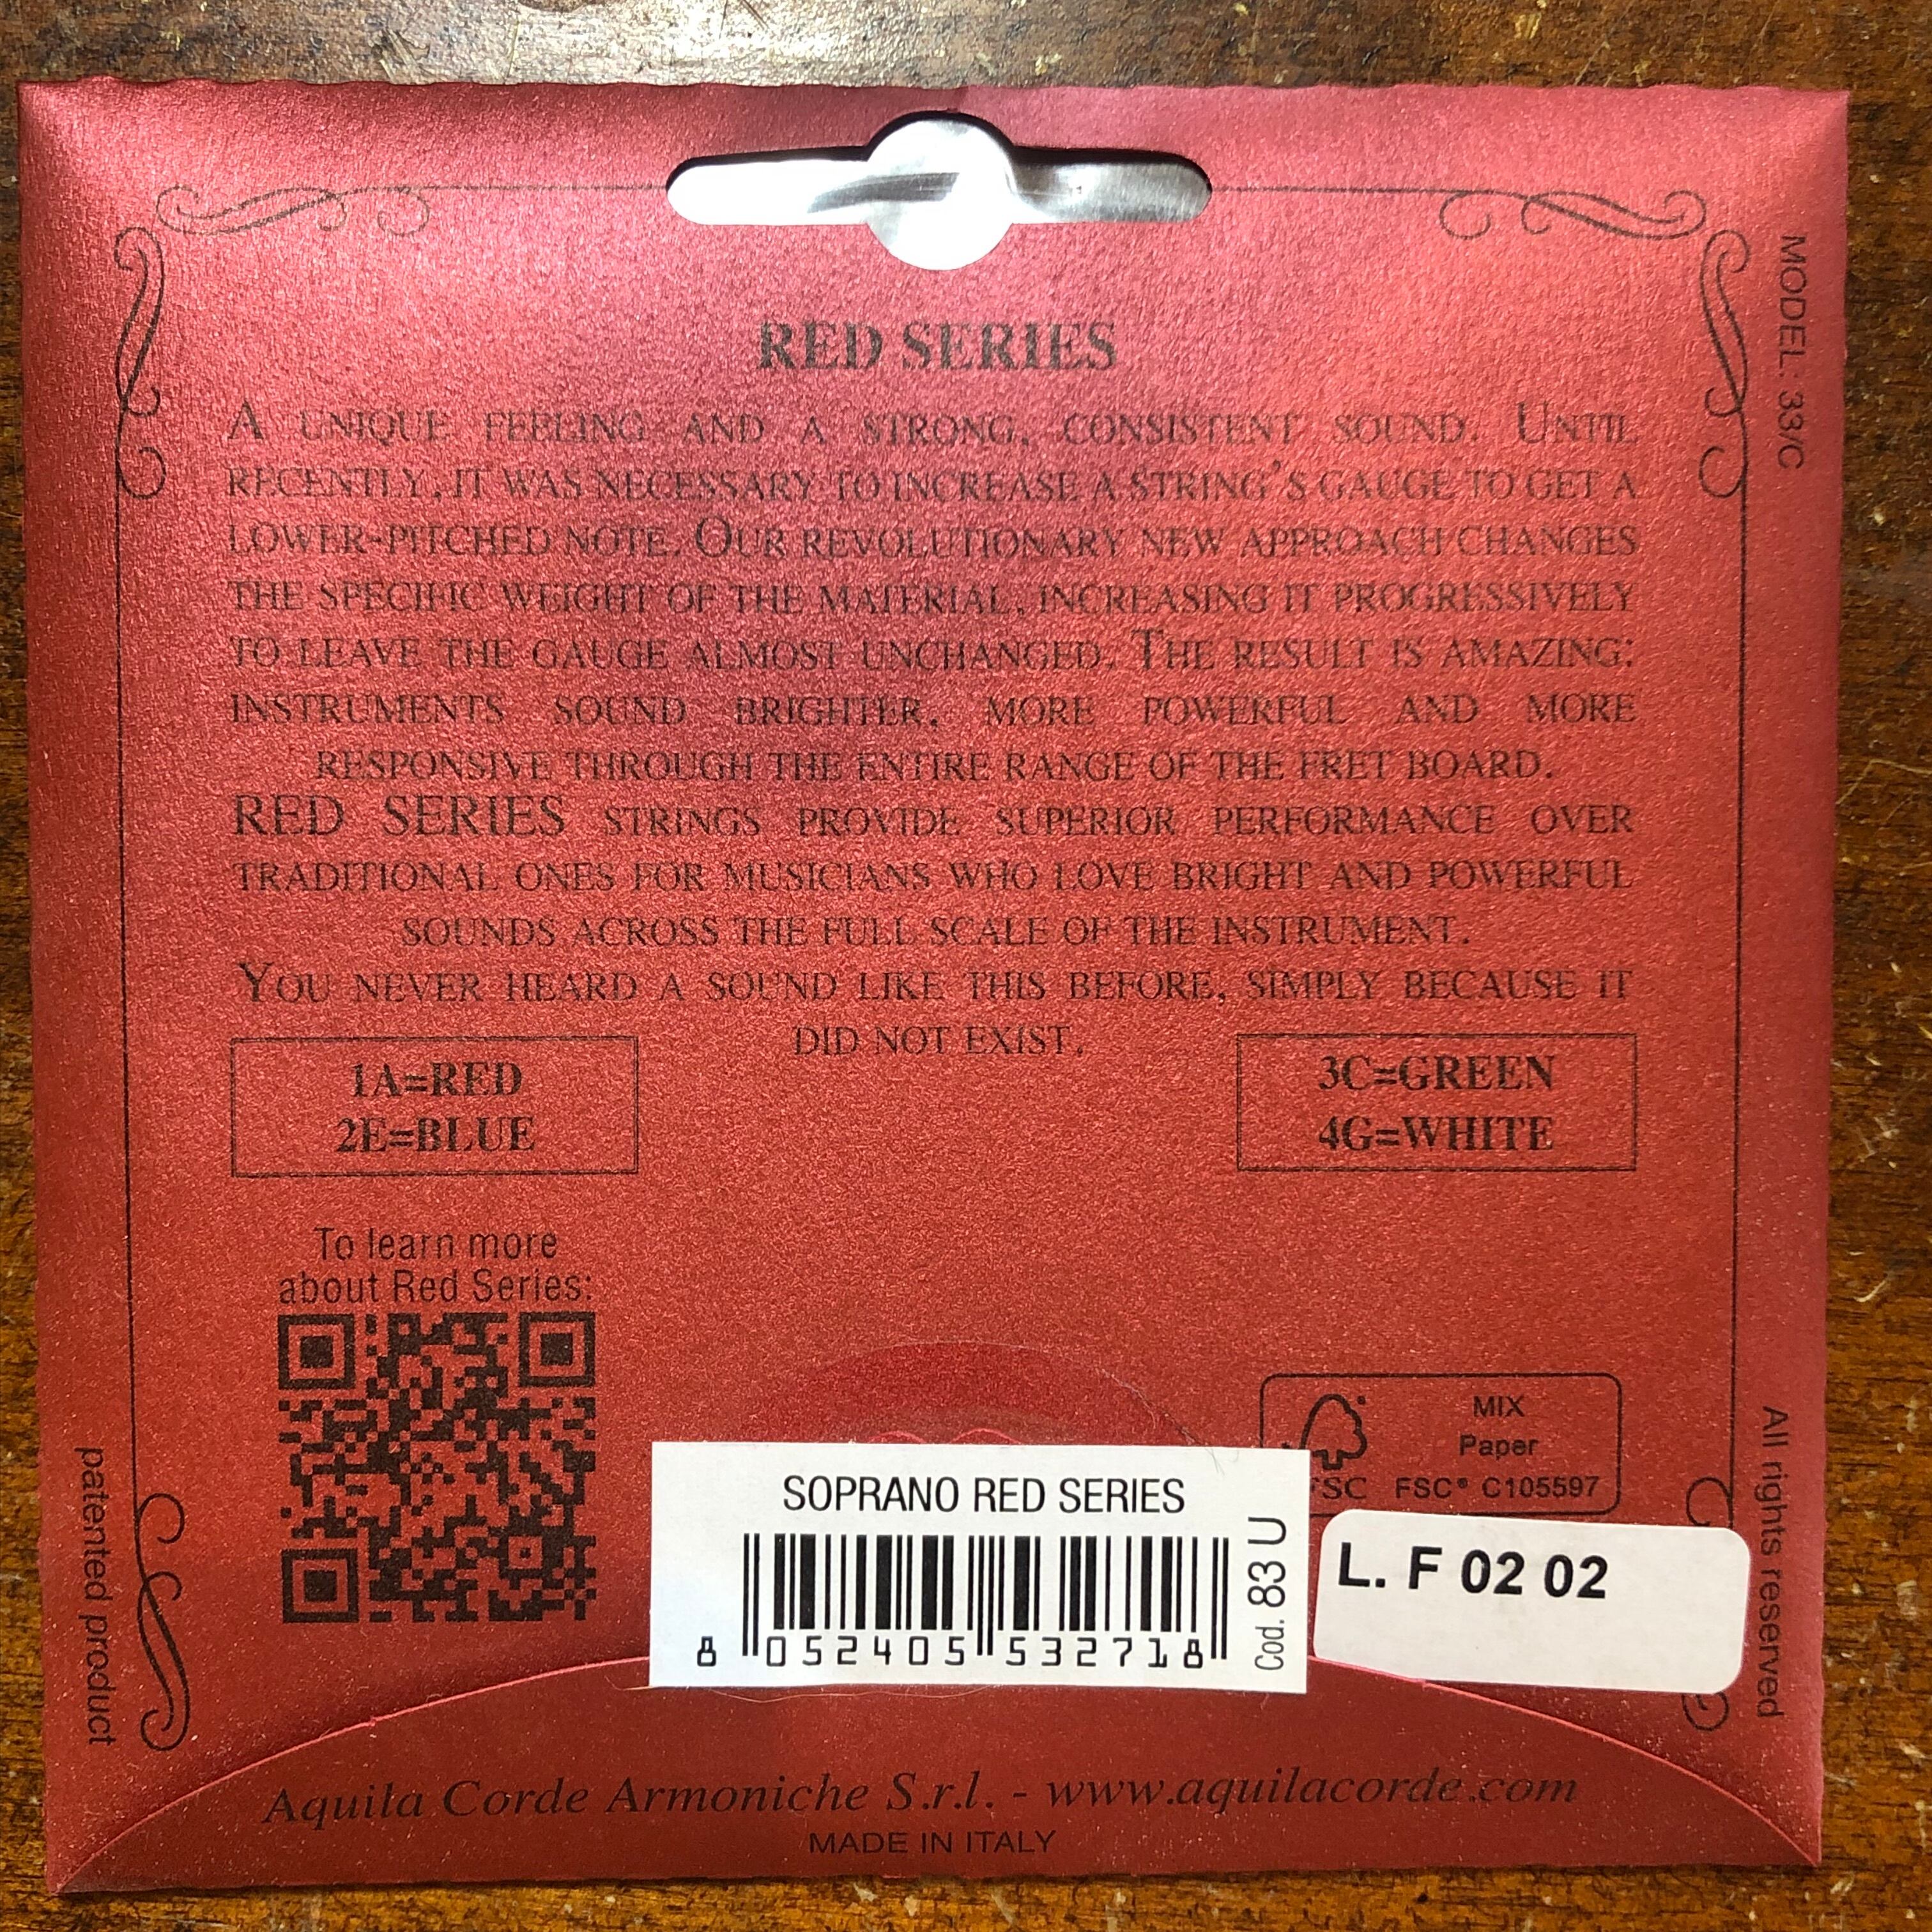 MODEL: 33/C
RED SERIES
A UNIQUE FEELING AND A STRONG, CONSISTENT SOUND. UNTIL
RECENTLY, IT WAS NECESSARY TO INCREASE A STRING'S GAUGE TO GET A
LOWER-PITCHED NOTE. OUR REVOLUTIONARY NEW APPROACH CHANGES
THE SPECIFIC WEIGHT OF THE MATERIAL, INCREASING IT PROGRESSIVELY
TO LEAVE THE GAUGE ALMOST UNCHANGED. THE RESULT IS AMAZING:
INSTRUMENTS SOUND BRIGHTER, MORE POWERFUL AND MORE
RESPONSIVE THROUGH THE ENTIRE RANGE OF THE FRET BOARD.
RED SERIES STRINGS PROVIDE SUPERIOR PERFORMANCE OVER
TRADITIONAL ONES FOR MUSICIANS WHO LOVE BRIGHT AND POWERFUL
SOUNDS ACROSS THE FULL SCALE OF THE INSTRUMENT.
YOU NEVER HEARD A SOUND LIKE THIS BEFORE, SIMPLY BECAUSE IT
DID NOT EXIST.
1A=RED
2E=BLUE
3C=GREEN
4G=WHITE
To learn more
about Red Series:
MIX
Paper
FSC FSC® C105597
patented product
All rights reserved
SOPRANO RED SERIES
8 052405 532718
Cod. 83 U
L. F 02 02
Aquila Corde Armoniche S.r.l. - www.aquilacorde.com
MADE IN ITALY